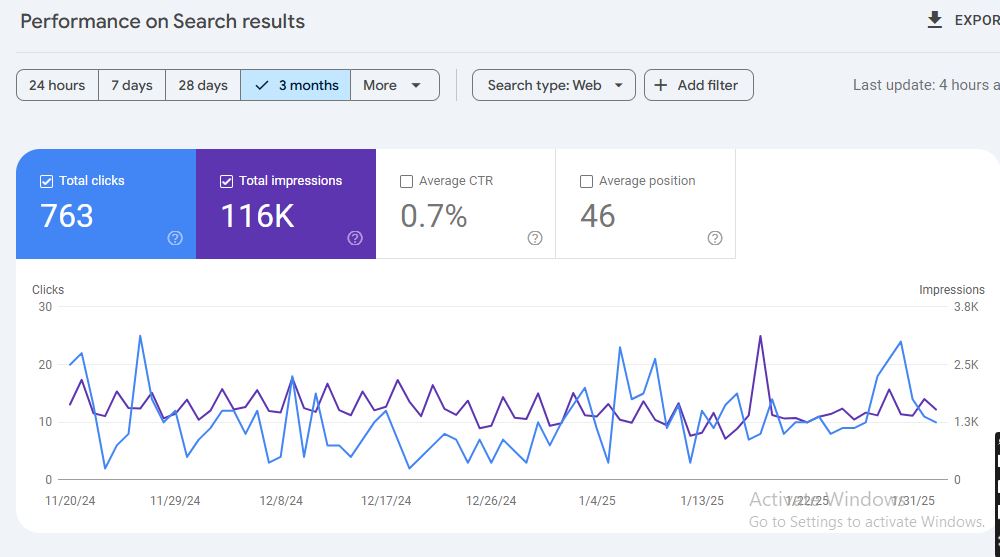 Performance on Search results
EXPOR
24 hours 7 days 28 days 3 months More Search type: Web Add filter Last update: 4 hours a
Total clicks Total impressions Average CTR Average position
763 116K 0.7% 46
Clicks Impressions
30 3.8K
20 2.5K
10 1.3K
0 0
11/20/24 11/29/24 12/8/24 12/17/24 12/26/24 1/4/25 1/13/25 1/22/25 1/31/25
Activate Windows
Go to Settings to activate Windows.